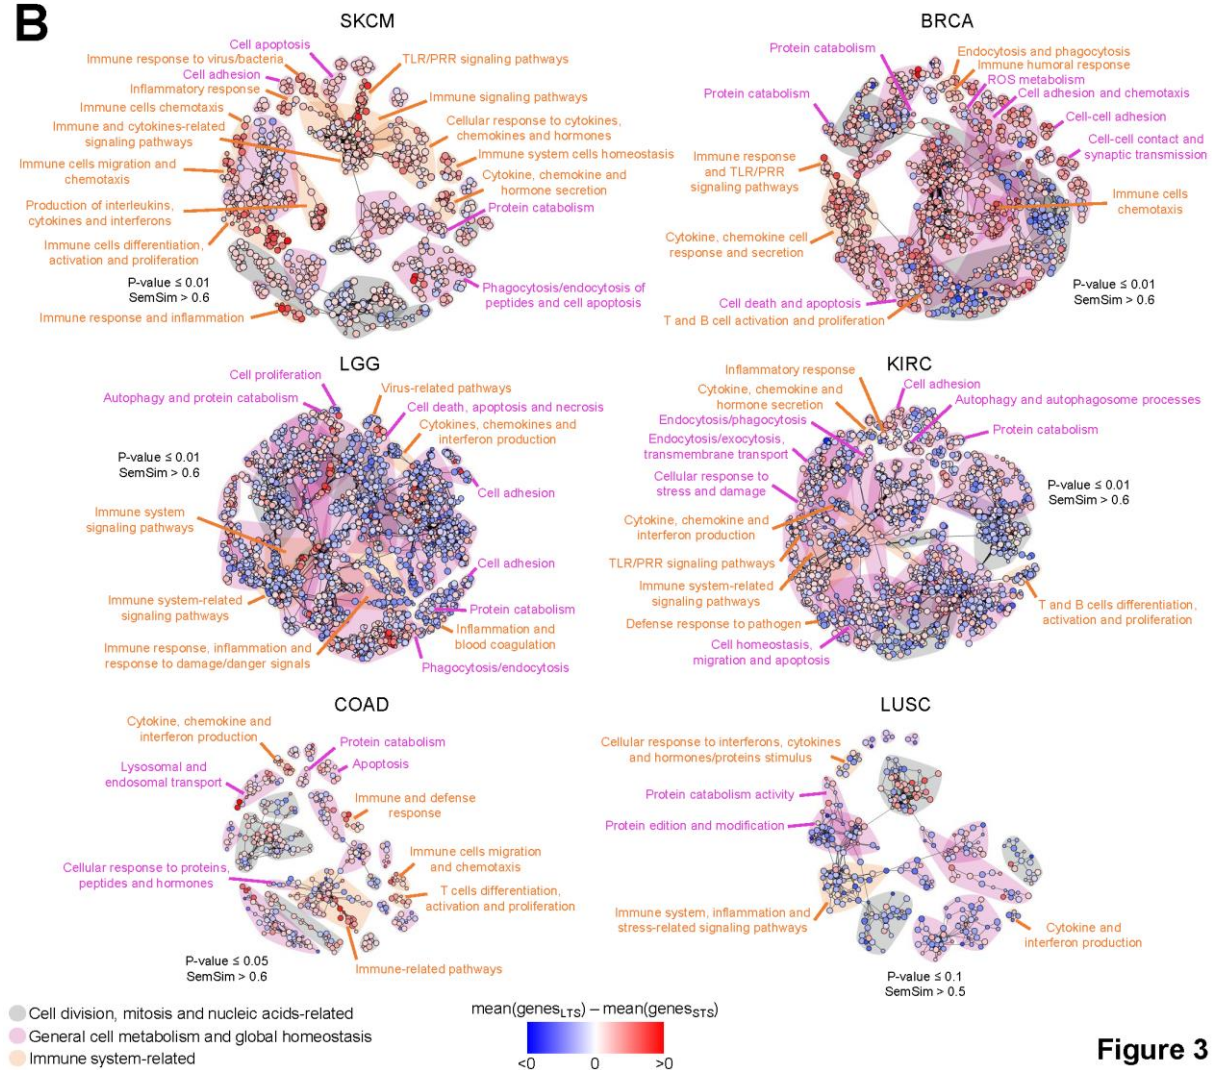 B
SKCM
Cell apoptosis
Immune response to virus/bacteria
Cell adhesion
Inflammatory response
Immune cells chemotaxis
Immune and cytokines-related
signaling pathways
Immune cells migration and
chemotaxis
Production of interleukins,
cytokines and interferons
Immune cells differentiation,
activation and proliferation
P-value ≤ 0.01
SemSim > 0.6
Immune response and inflammation
TLR/PRR signaling pathways
Immune signaling pathways
Cellular response to cytokines,
chemokines and hormones
Immune system cells homeostasis
Cytokine, chemokine and
hormone secretion
Protein catabolism
Phagocytosis/endocytosis of
peptides and cell apoptosis
BRCA
Protein catabolism
Protein catabolism
Immune response
and TLR/PRR
signaling pathways
Cytokine, chemokine cell
response and secretion
Cell death and apoptosis
T and B cell activation and proliferation
Endocytosis and phagocytosis
Immune humoral response
ROS metabolism
Cell adhesion and chemotaxis
Cell-cell adhesion
Cell-cell contact and
synaptic transmission
Immune cells
chemotaxis
P-value ≤ 0.01
SemSim > 0.6
LGG
Cell proliferation
Autophagy and protein catabolism
P-value ≤ 0.01
SemSim > 0.6
Immune system
signaling pathways
Immune system-related
signaling pathways
Immune response, inflammation and
response to damage/danger signals
Virus-related pathways
Cell death, apoptosis and necrosis
Cytokines, chemokines and
interferon production
Cell adhesion
Cell adhesion
Protein catabolism
Inflammation and
blood coagulation
Phagocytosis/endocytosis
KIRC
Inflammatory response
Cytokine, chemokine and
hormone secretion
Endocytosis/phagocytosis
Endocytosis/exocytosis,
transmembrane transport
Cellular response to
stress and damage
Cytokine, chemokine and
interferon production
TLR/PRR signaling pathways
Immune system-related
signaling pathways
Defense response to pathogen
Cell homeostasis,
migration and apoptosis
Cell adhesion
Autophagy and autophagosome processes
Protein catabolism
P-value ≤ 0.01
SemSim > 0.6
T and B cells differentiation,
activation and proliferation
COAD
Cytokine, chemokine and
interferon production
Lysosomal and
endosomal transport
Cellular response to proteins,
peptides and hormones
P-value ≤ 0.05
SemSim > 0.6
Protein catabolism
Apoptosis
Immune and defense
response
Immune cells migration
and chemotaxis
T cells differentiation,
activation and proliferation
Immune-related pathways
LUSC
Cellular response to interferons, cytokines
and hormones/proteins stimulus
Protein catabolism activity
Protein edition and modification
Immune system, inflammation and
stress-related signaling pathways
Cytokine and
interferon production
P-value ≤ 0.1
SemSim > 0.5
Cell division, mitosis and nucleic acids-related
General cell metabolism and global homeostasis
Immune system-related
mean(genesLTS) – mean(genesSTS)
<0 0 >0
Figure 3